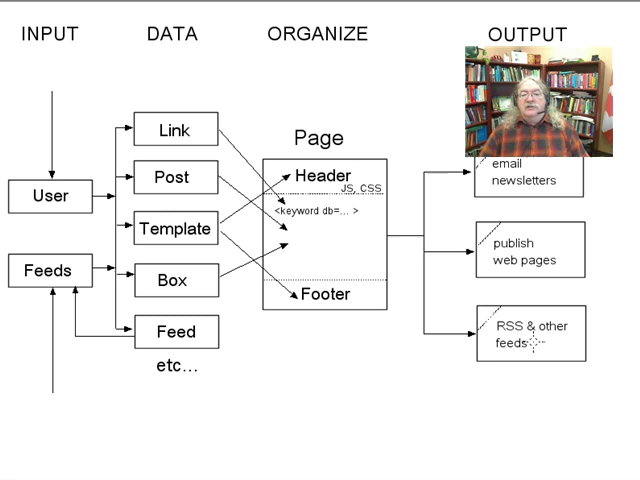 INPUT
DATA
ORGANIZE
OUTPUT
Link
Page
Post
Header
JS, CSS
<keyword db=... >
User
Template
Feeds
Box
Footer
Feed
etc...
email
newsletters
publish
web pages
RSS & other
feeds